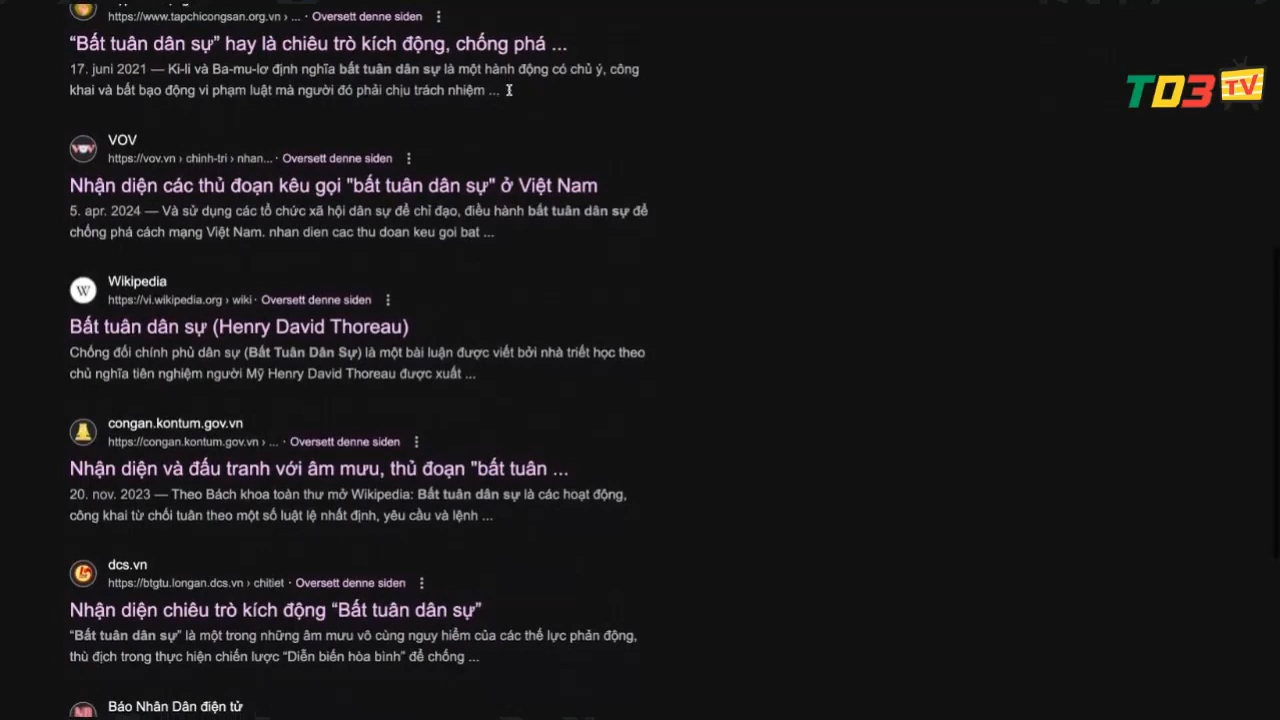 https://www.tapchicongsan.org.vn › ... · Oversett denne siden
“Bất tuân dân sự” hay là chiêu trò kích động, chống phá ...
17. juni 2021 — Ki-li và Ba-mu-lơ định nghĩa bất tuân dân sự là một hành động có chủ ý, công
khai và bất bạo động vi phạm luật mà người đó phải chịu trách nhiệm ...
TD3 TV
VOV
https://vov.vn › chinh-tri › nhan... · Oversett denne siden
Nhận diện các thủ đoạn kêu gọi "bất tuân dân sự" ở Việt Nam
5. apr. 2024 — Và sử dụng các tổ chức xã hội dân sự để chỉ đạo, điều hành bất tuân dân sự để
chống phá cách mạng Việt Nam. nhan dien cac thu doan keu goi bat ...
Wikipedia
https://vi.wikipedia.org › wiki · Oversett denne siden
Bất tuân dân sự (Henry David Thoreau)
Chống đối chính phủ dân sự (Bất Tuân Dân Sự) là một bài luận được viết bởi nhà triết học theo
chủ nghĩa tiên nghiệm người Mỹ Henry David Thoreau được xuất ...
congan.kontum.gov.vn
https://congan.kontum.gov.vn › ... · Oversett denne siden
Nhận diện và đấu tranh với âm mưu, thủ đoạn "bất tuân ...
20. nov. 2023 — Theo Bách khoa toàn thư mở Wikipedia: Bất tuân dân sự là các hoạt động,
công khai từ chối tuân theo một số luật lệ nhất định, yêu cầu và lệnh ...
dcs.vn
https://btgtu.longan.dcs.vn › chitiet · Oversett denne siden
Nhận diện chiêu trò kích động “Bất tuân dân sự”
“Bất tuân dân sự” là một trong những âm mưu vô cùng nguy hiểm của các thế lực phản động,
thù địch trong thực hiện chiến lược “Diễn biến hòa bình” để chống ...
Báo Nhân Dân điện tử